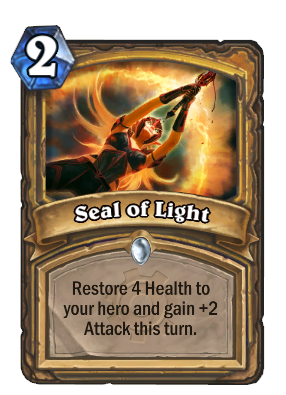 2
Seal of Light
Restore 4 Health to
your hero and gain +2
Attack this turn.